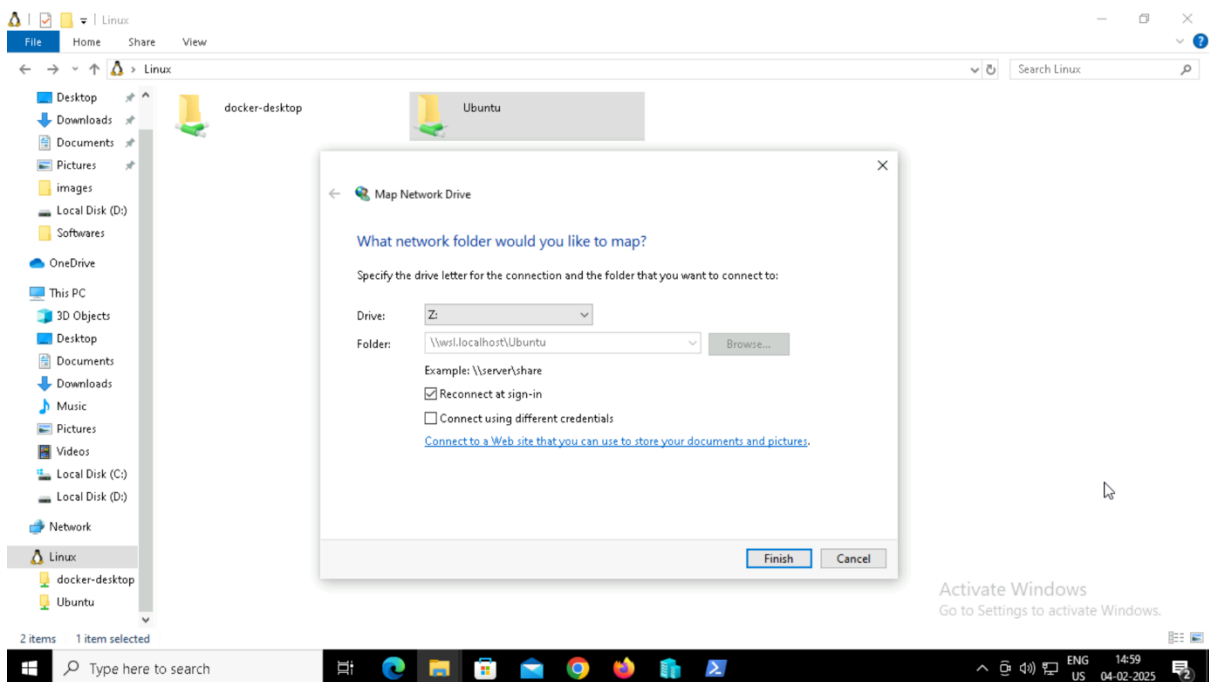 Linux
File Home Share View
Linux
Search Linux
Desktop
Downloads
Documents
Pictures
images
Local Disk (D:)
Softwares
OneDrive
This PC
3D Objects
Desktop
Documents
Downloads
Music
Pictures
Videos
Local Disk (C:)
Local Disk (D:)
Network
Linux
docker-desktop
Ubuntu
docker-desktop
Ubuntu
Map Network Drive
What network folder would you like to map?
Specify the drive letter for the connection and the folder that you want to connect to:
Drive: Z:
Folder: \\wsl.localhost\Ubuntu Browse...
Example: \\server\share
Reconnect at sign-in
Connect using different credentials
Connect to a Web site that you can use to store your documents and pictures.
Finish Cancel
Activate Windows
Go to Settings to activate Windows.
2 items 1 item selected
Type here to search
ENG
US
14:59
04-02-2025
2